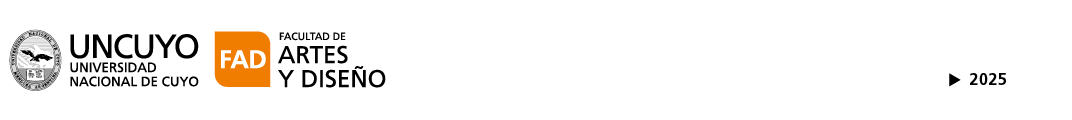 UNCUYO
UNIVERSIDAD
NACIONAL DE CUYO
FAD
FACULTAD DE
ARTES
Y DISEÑO
▶ 2025